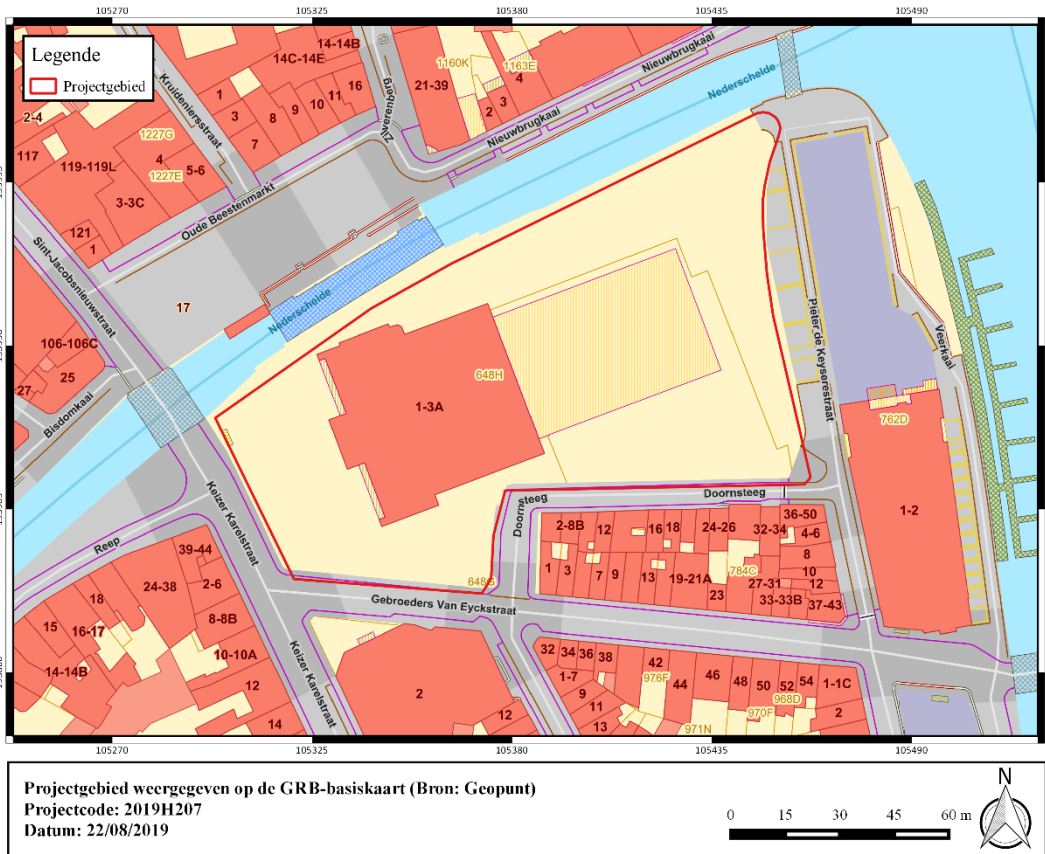 105270 105325 105380 105435 105490
Legende
Projectgebied
14-14B
14C-14E
1160K
1163E
21-39
4
3
2
Nieuwbrugkaai
Nederschelde
Kruideniersstraat
Zilverenberg
Nieuwbrugkaai
2-4
1
3
7
8
9
10
11
16
117
119-119L
1227G
4
1227E
5-6
3-3C
121
1
Oude Beestenmarkt
Sint-Jacobsnieuwstraat
17
Nederschelde
106-106C
27
25
Bisdomkaai
648H
1-3A
Pieter de Keyserestraat
Veerkaai
762D
1-2
Keizer Karelstraat
Doornsteeg
Doornsteeg
Reep
39-44
24-38
2-6
8-8B
18
15
16-17
14-14B
10-10A
12
14
648G
Gebroeders Van Eyckstraat
Keizer Karelstraat
2-8B
12
16
18
24-26
32-34
36-50
4-6
8
10
12
1
3
7
9
13
19-21A
23
784C
27-31
33-33B
37-43
2
12
32
34
36
38
1-7
9
11
13
42
976F
44
46
48
50
970F
52
968D
54
1-1C
2
971N
105270 105325 105380 105435 105490
Projectgebied weergegeven op de GRB-basiskaart (Bron: Geopunt)
Projectcode: 2019H207
Datum: 22/08/2019
0 15 30 45 60 m
N